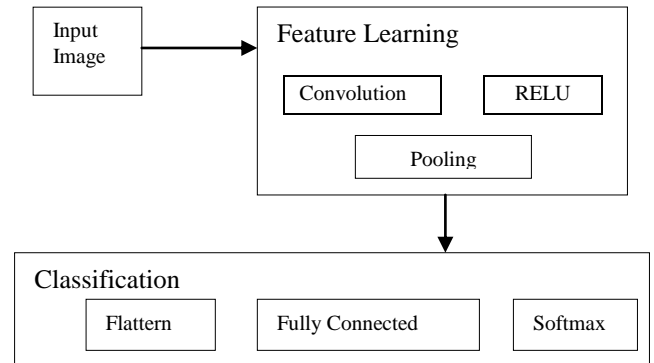 Input
Image
Feature Learning
Convolution
RELU
Pooling
Classification
Flattern
Fully Connected
Softmax